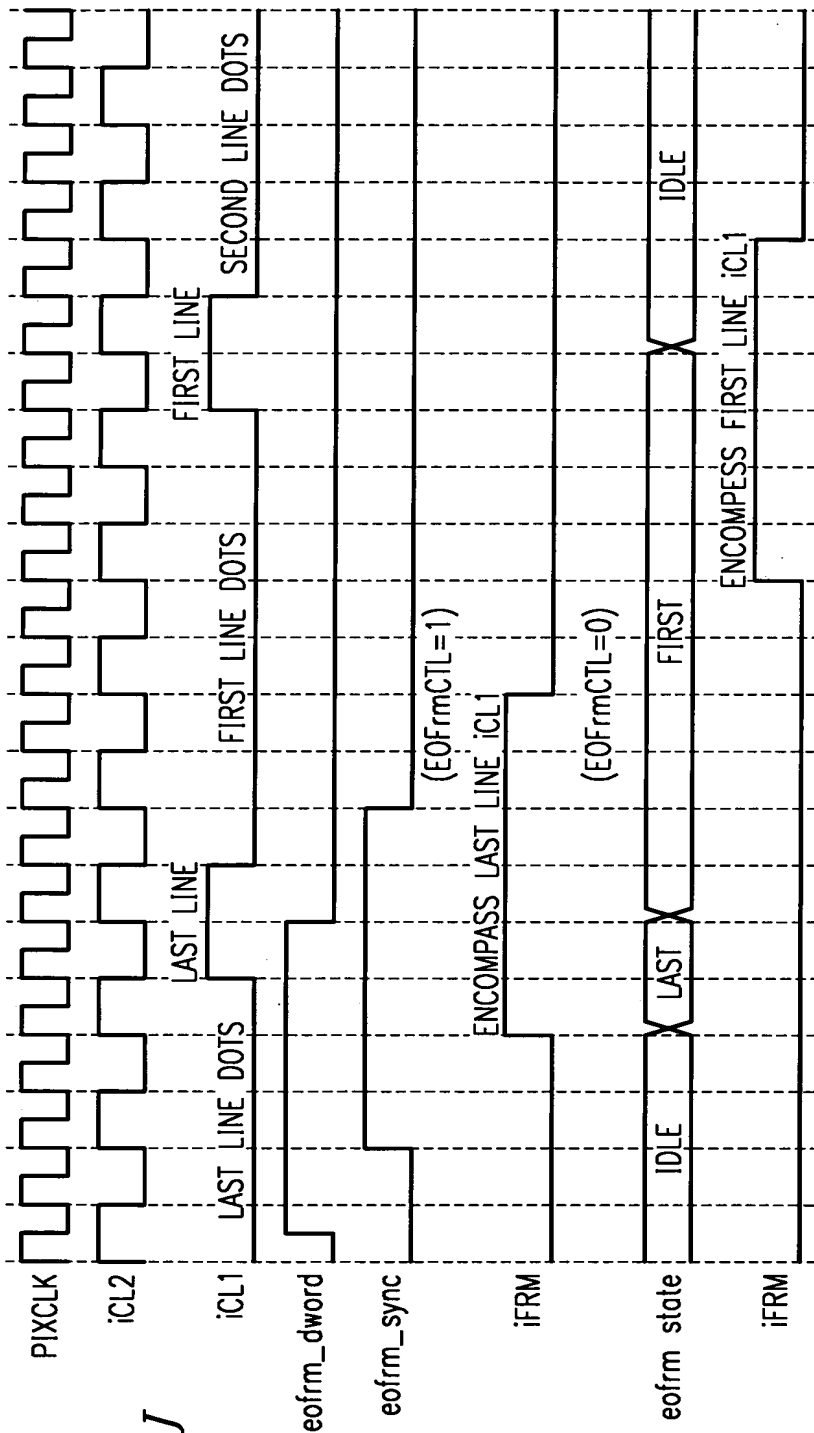 PIXCLK
iCL2
iCL1
LAST LINE DOTS
LAST LINE
FIRST LINE DOTS
FIRST LINE
SECOND LINE DOTS
eofrm_dword
eofrm_sync
(EOFrmCTL=1)
iFRM
ENCOMPASS LAST LINE iCL1
(EOFrmCTL=0)
eofrm state
IDLE
LAST
FIRST
IDLE
iFRM
ENCOMPESS FIRST LINE iCL1
J